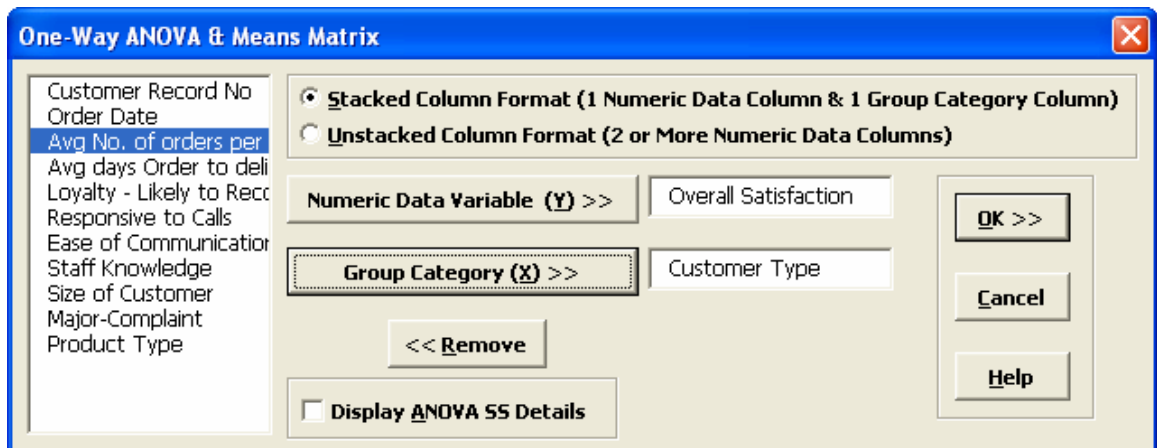 One-Way ANOVA & Means Matrix
Customer Record No
Order Date
Avg No. of orders per
Avg days Order to deli
Loyalty - Likely to Reco
Responsive to Calls
Ease of Communication
Staff Knowledge
Size of Customer
Major-Complaint
Product Type
Stacked Column Format (1 Numeric Data Column & 1 Group Category Column)
Unstacked Column Format (2 or More Numeric Data Columns)
Numeric Data Variable (Y) >>
Overall Satisfaction
Group Category (X) >>
Customer Type
<< Remove
Display ANOVA SS Details
OK >>
Cancel
Help